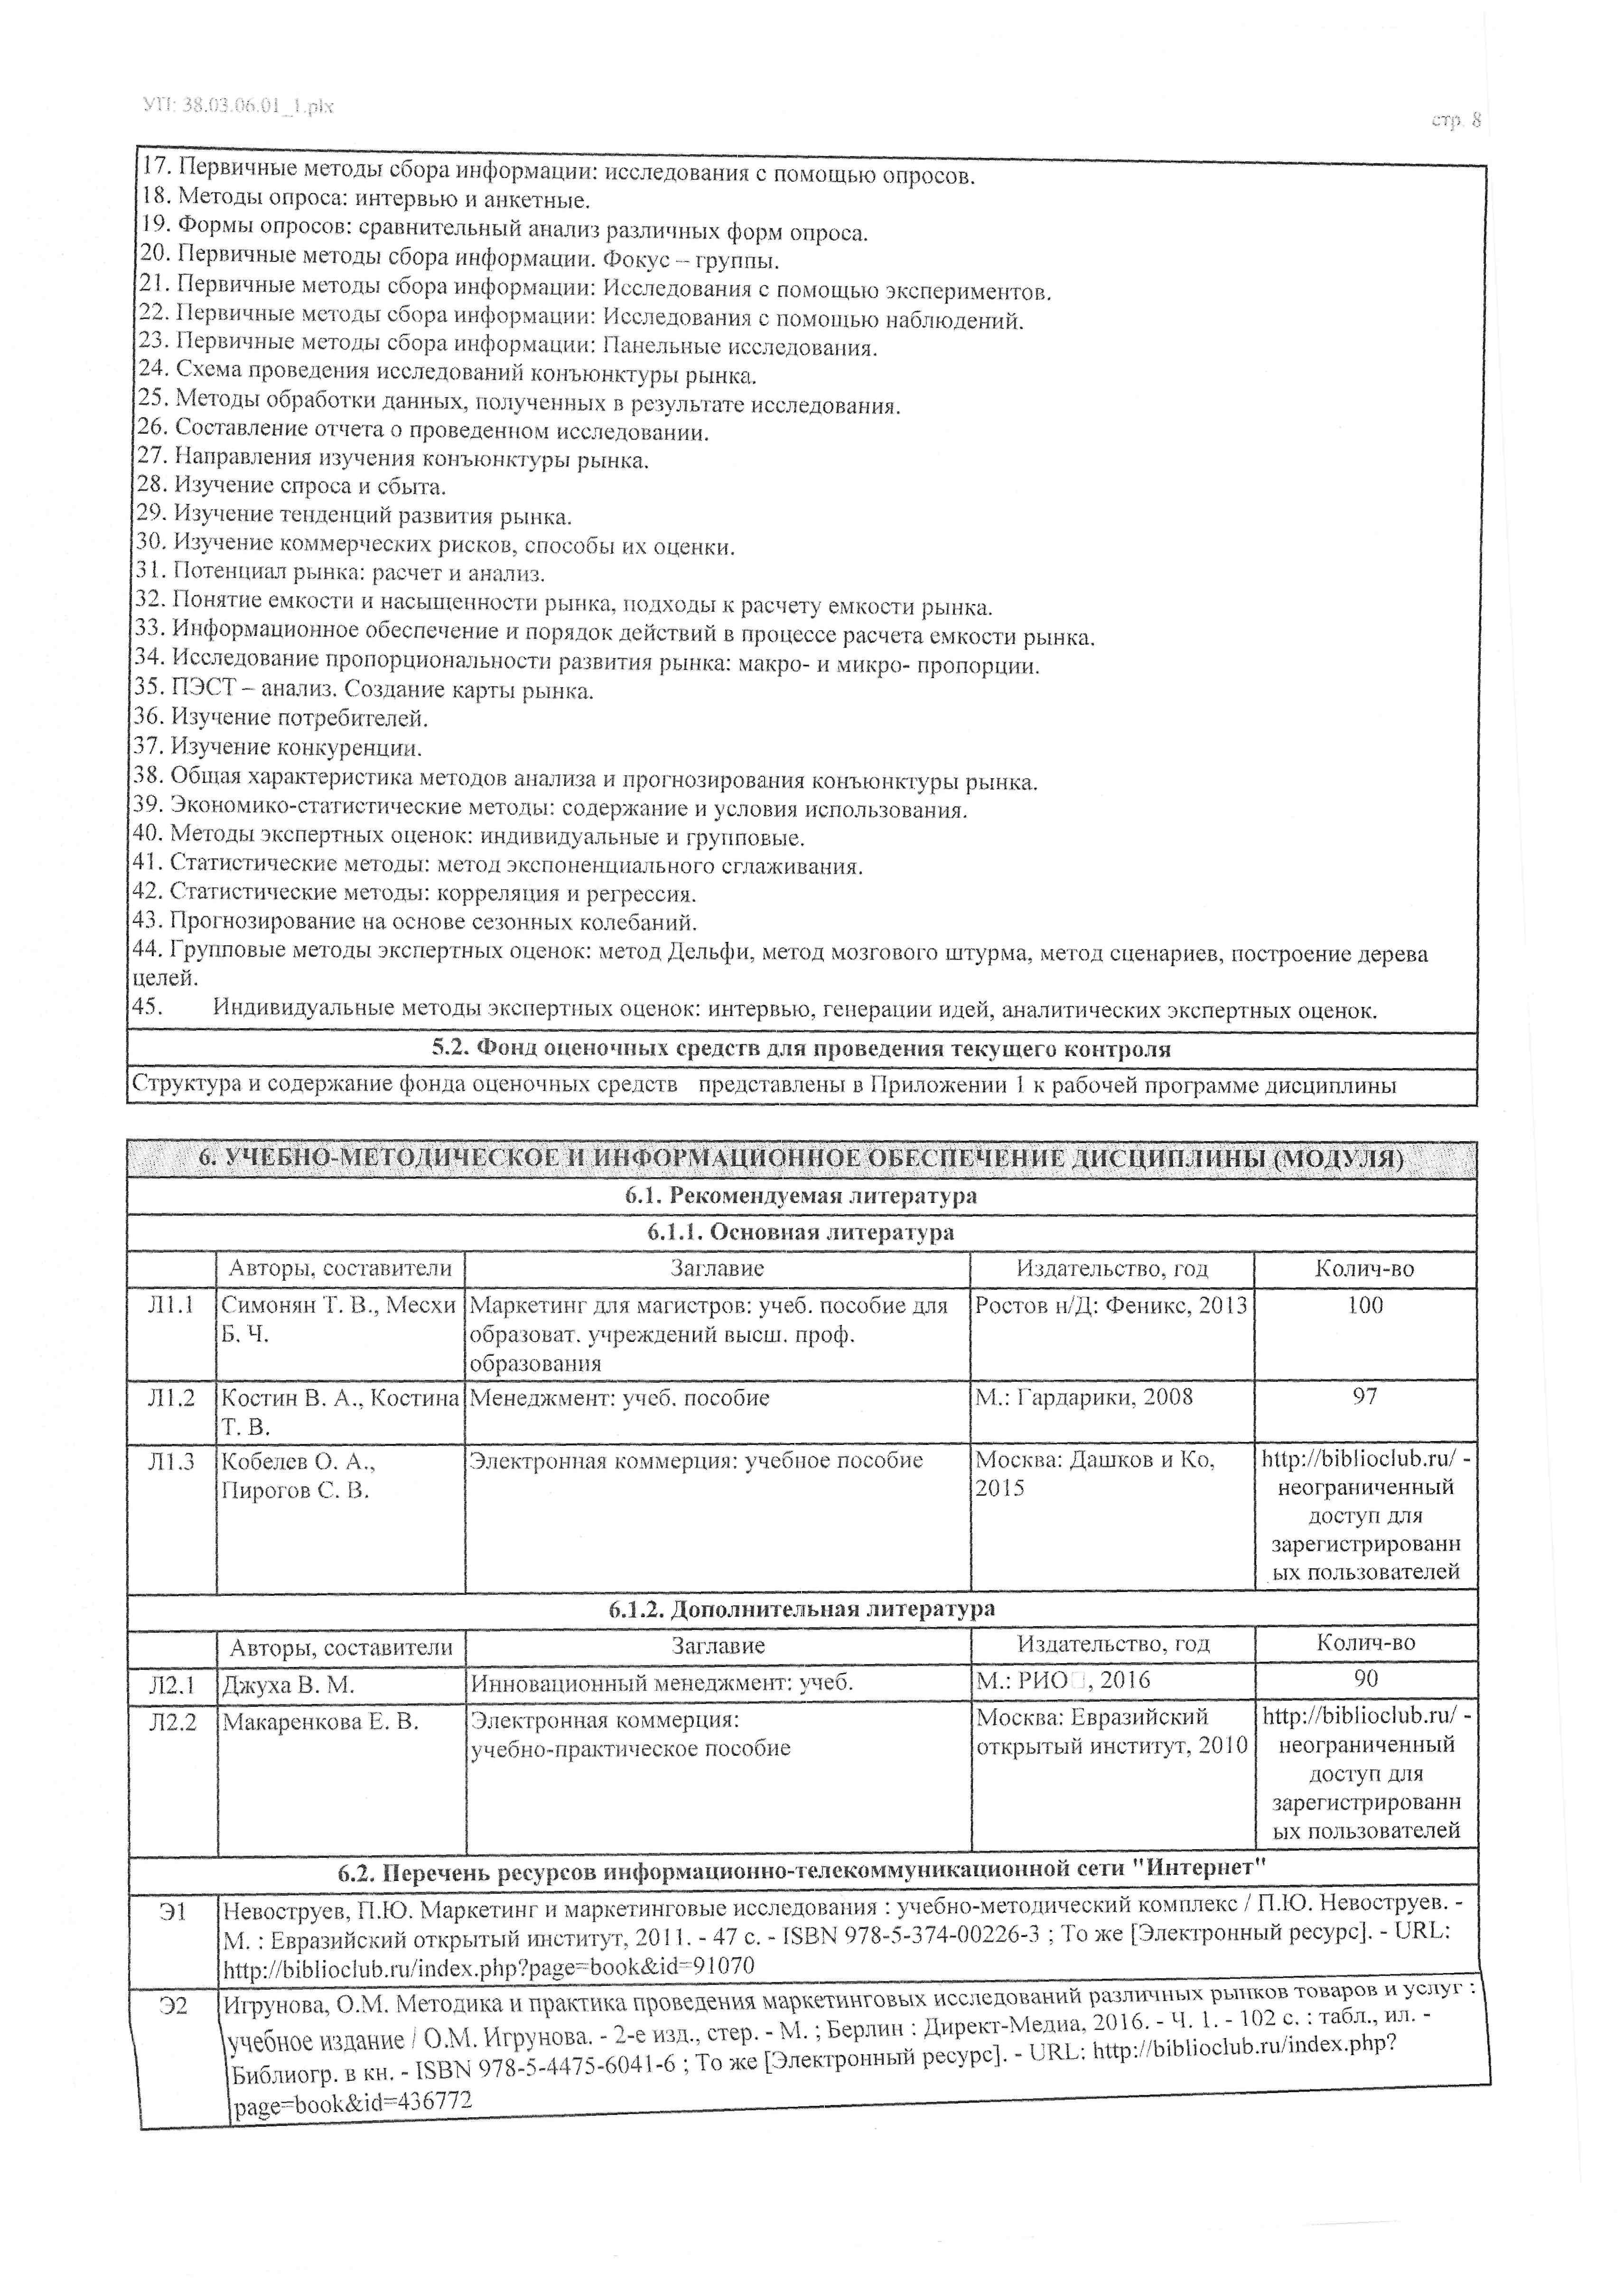 УП: 38.03.06.01_1.plx
стр. 8
17. Первичные методы сбора информации: исследования с помощью опросов.
18. Методы опроса: интервью и анкетные.
19. Формы опросов: сравнительный анализ различных форм опроса.
20. Первичные методы сбора информации. Фокус – группы.
21. Первичные методы сбора информации: Исследования с помощью экспериментов.
22. Первичные методы сбора информации: Исследования с помощью наблюдений.
23. Первичные методы сбора информации: Панельные исследования.
24. Схема проведения исследований конъюнктуры рынка.
25. Методы обработки данных, полученных в результате исследования.
26. Составление отчета о проведенном исследовании.
27. Направления изучения конъюнктуры рынка.
28. Изучение спроса и сбыта.
29. Изучение тенденций развития рынка.
30. Изучение коммерческих рисков, способы их оценки.
31. Потенциал рынка: расчет и анализ.
32. Понятие емкости и насыщенности рынка, подходы к расчету емкости рынка.
33. Информационное обеспечение и порядок действий в процессе расчета емкости рынка.
34. Исследование пропорциональности развития рынка: макро- и микро- пропорции.
35. ПЭСТ – анализ. Создание карты рынка.
36. Изучение потребителей.
37. Изучение конкуренции.
38. Общая характеристика методов анализа и прогнозирования конъюнктуры рынка.
39. Экономико-статистические методы: содержание и условия использования.
40. Методы экспертных оценок: индивидуальные и групповые.
41. Статистические методы: метод экспоненциального сглаживания.
42. Статистические методы: корреляция и регрессия.
43. Прогнозирование на основе сезонных колебаний.
44. Групповые методы экспертных оценок: метод Дельфи, метод мозгового штурма, метод сценариев, построение дерева
целей.
45. Индивидуальные методы экспертных оценок: интервью, генерации идей, аналитических экспертных оценок.
5.2. Фонд оценочных средств для проведения текущего контроля
Структура и содержание фонда оценочных средств представлены в Приложении 1 к рабочей программе дисциплины
6. УЧЕБНО-МЕТОДИЧЕСКОЕ И ИНФОРМАЦИОННОЕ ОБЕСПЕЧЕНИЕ ДИСЦИПЛИНЫ (МОДУЛЯ)
6.1. Рекомендуемая литература
6.1.1. Основная литература
Авторы, составители Заглавие Издательство, год Колич-во
Л1.1 Симонян Т. В., Месхи Маркетинг для магистров: учеб. пособие для Ростов н/Д: Феникс, 2013 100
Б. Ч. образоват. учреждений высш. проф.
образования
Л1.2 Костин В. А., Костина Менеджмент: учеб. пособие М.: Гардарики, 2008 97
Т. В.
Л1.3 Кобелев О. А., Электронная коммерция: учебное пособие Москва: Дашков и Ко, http://biblioclub.ru/ -
Пирогов С. В. 2015 неограниченный
доступ для
зарегистрированн
ых пользователей
6.1.2. Дополнительная литература
Авторы, составители Заглавие Издательство, год Колич-во
Л2.1 Джуха В. М. Инновационный менеджмент: учеб. М.: РИО□, 2016 90
Л2.2 Макаренкова Е. В. Электронная коммерция: Москва: Евразийский http://biblioclub.ru/ -
учебно-практическое пособие открытый институт, 2010 неограниченный
доступ для
зарегистрированн
ых пользователей
6.2. Перечень ресурсов информационно-телекоммуникационной сети "Интернет"
Э1 Невоструев, П.Ю. Маркетинг и маркетинговые исследования : учебно-методический комплекс / П.Ю. Невоструев. -
М. : Евразийский открытый институт, 2011. - 47 с. - ISBN 978-5-374-00226-3 ; То же [Электронный ресурс]. - URL:
http://biblioclub.ru/index.php?page=book&id=91070
Э2 Игрунова, О.М. Методика и практика проведения маркетинговых исследований различных рынков товаров и услуг :
учебное издание / О.М. Игрунова. - 2-е изд., стер. - М. ; Берлин : Директ-Медиа, 2016. - Ч. 1. - 102 с. : табл., ил. -
Библиогр. в кн. - ISBN 978-5-4475-6041-6 ; То же [Электронный ресурс]. - URL: http://biblioclub.ru/index.php?
page=book&id=436772